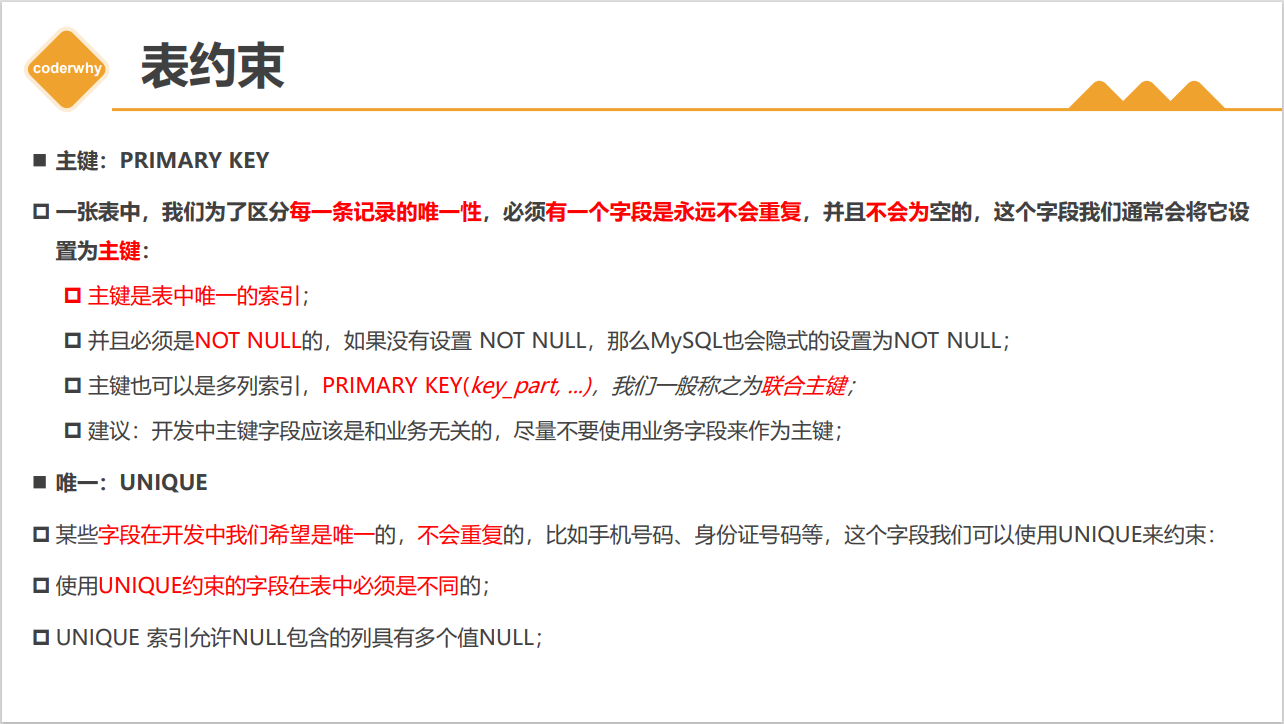 coderwhy
表约束
主键：PRIMARY KEY
一张表中，我们为了区分每一条记录的唯一性，必须有一个字段是永远不会重复，并且不会为空的，这个字段我们通常会将它设
置为主键：
主键是表中唯一的索引；
并且必须是NOT NULL的，如果没有设置 NOT NULL，那么MySQL也会隐式的设置为NOT NULL；
主键也可以是多列索引，PRIMARY KEY(key_part, ...)，我们一般称之为联合主键；
建议：开发中主键字段应该是和业务无关的，尽量不要使用业务字段来作为主键；
唯一：UNIQUE
某些字段在开发中我们希望是唯一的，不会重复的，比如手机号码、身份证号码等，这个字段我们可以使用UNIQUE来约束：
使用UNIQUE约束的字段在表中必须是不同的；
UNIQUE 索引允许NULL包含的列具有多个值NULL；